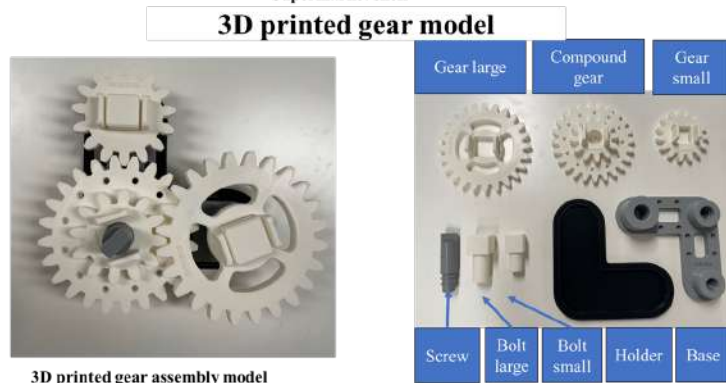 3D printed gear model
Gear large
Compound
gear
Gear
small
Screw
Bolt
large
Bolt
small
Holder
Base
3D printed gear assembly model